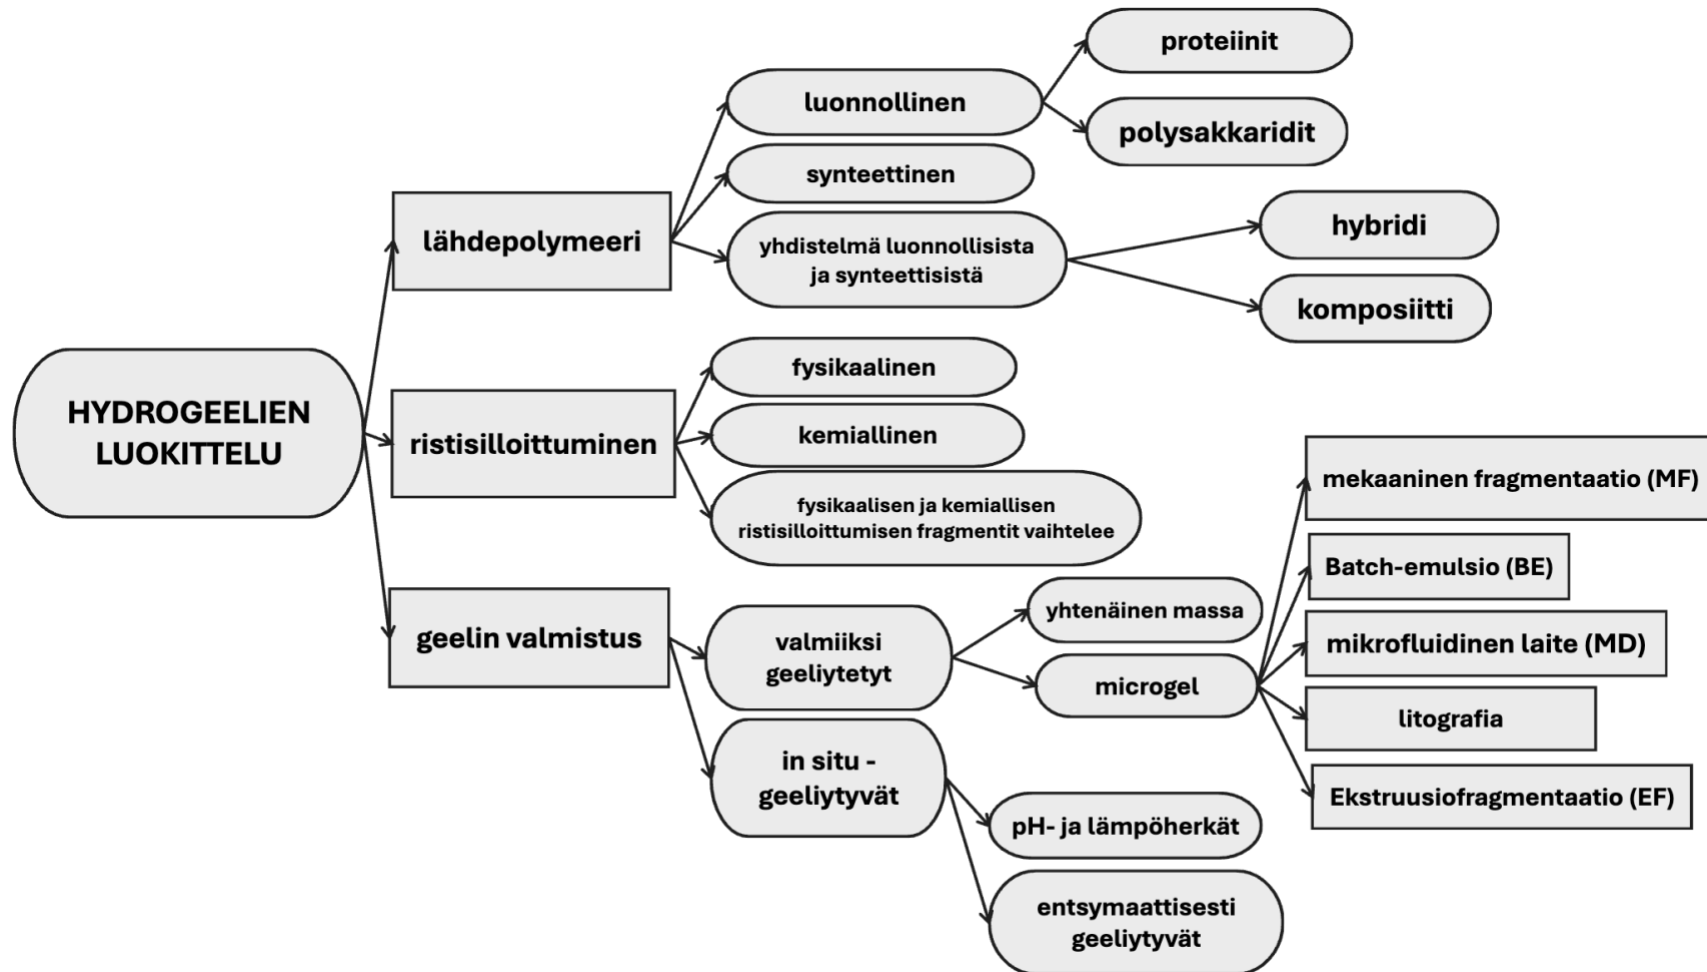 HYDROGEELIEN
LUOKITTELU
lähdepolymeeri
luonnollinen
proteiinit
polysakkaridit
synteettinen
yhdistelmä luonnollisista
ja synteettisistä
hybridi
komposiitti
ristisilloittuminen
fysikaalinen
kemiallinen
fysikaalisen ja kemiallisen
ristisilloittumisen fragmentit vaihtelee
geelin valmistus
valmiiksi
geeliytetyt
yhtenäinen massa
microgel
mekaaninen fragmentaatio (MF)
Batch-emulsio (BE)
mikrofluidinen laite (MD)
litografia
Ekstruusiofragmentaatio (EF)
in situ -
geeliytyvät
pH- ja lämpöherkät
entsymaattisesti
geeliytyvät